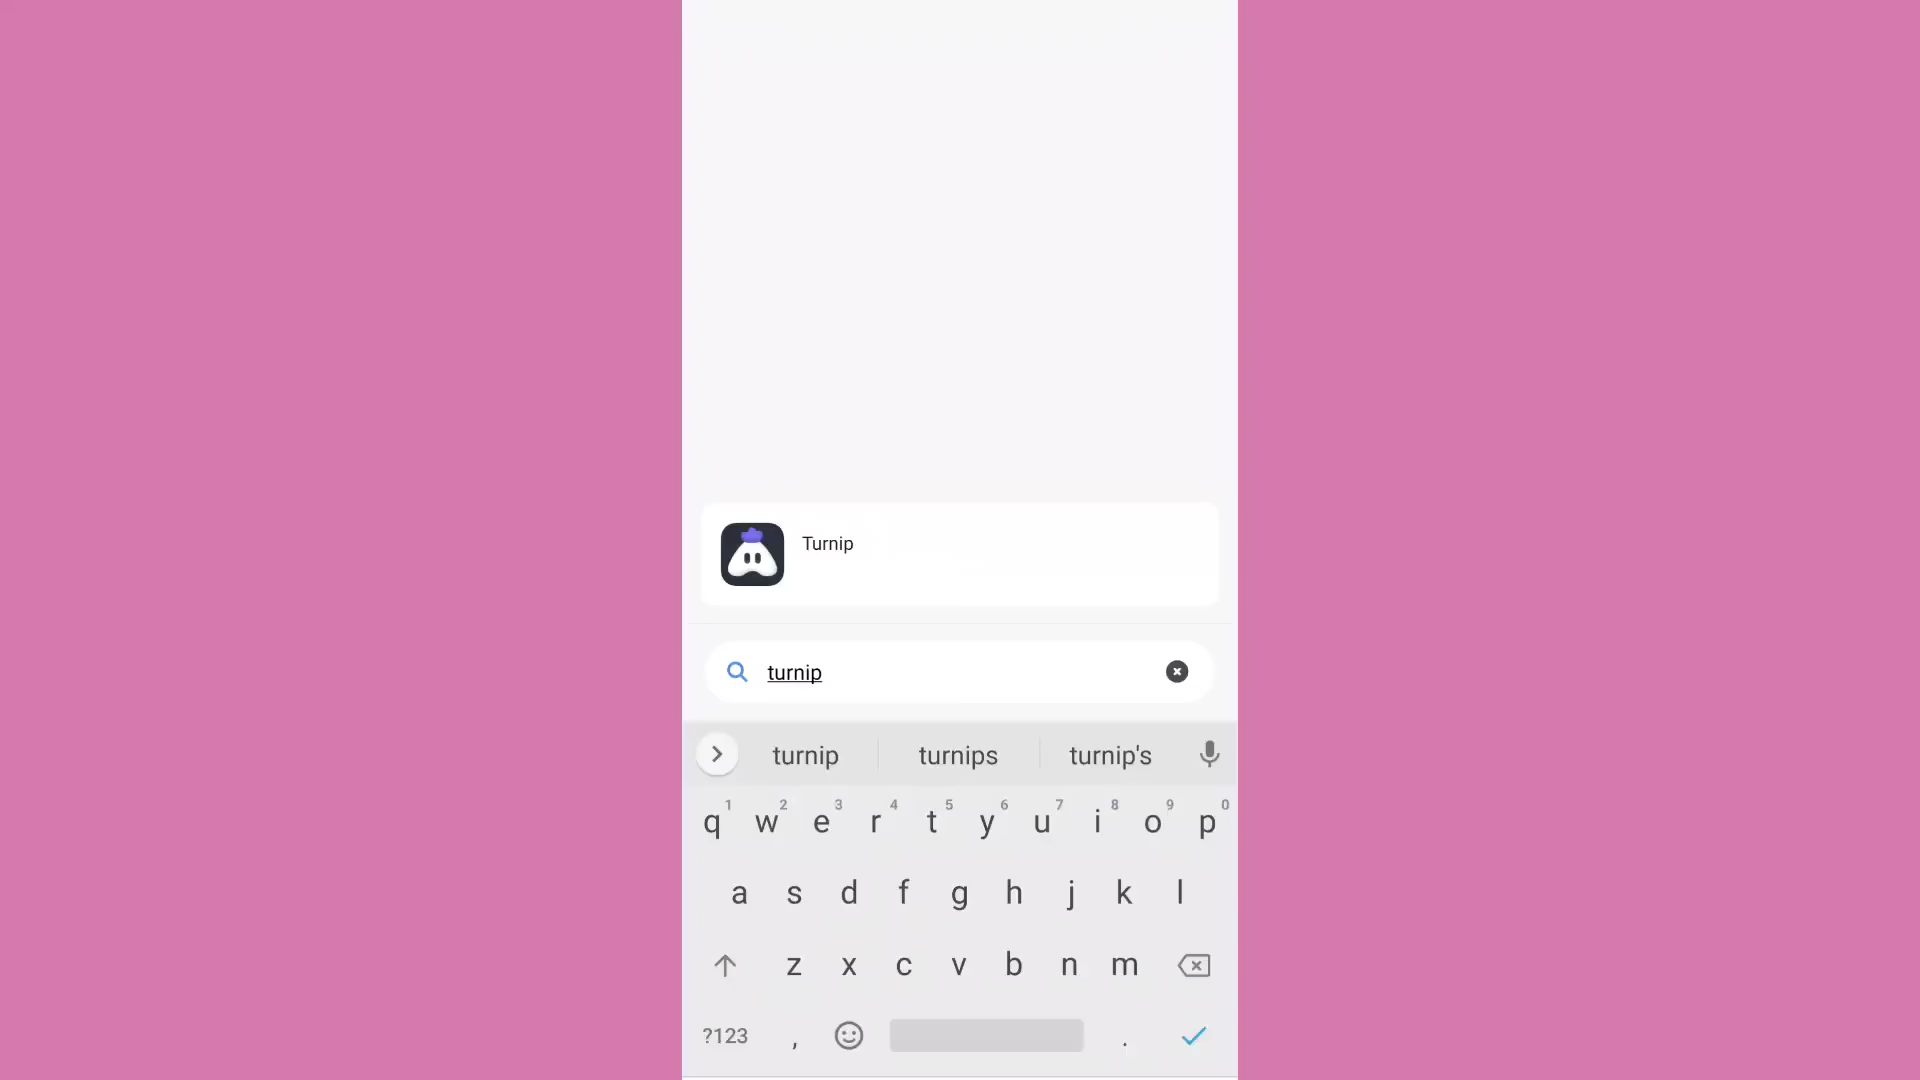 Turnip
turnip
turnip turnips turnip's
q1 w2 e3 r4 t5 y6 u7 i8 o9 p0
a s d f g h j k l
z x c v b n m
?123 , .